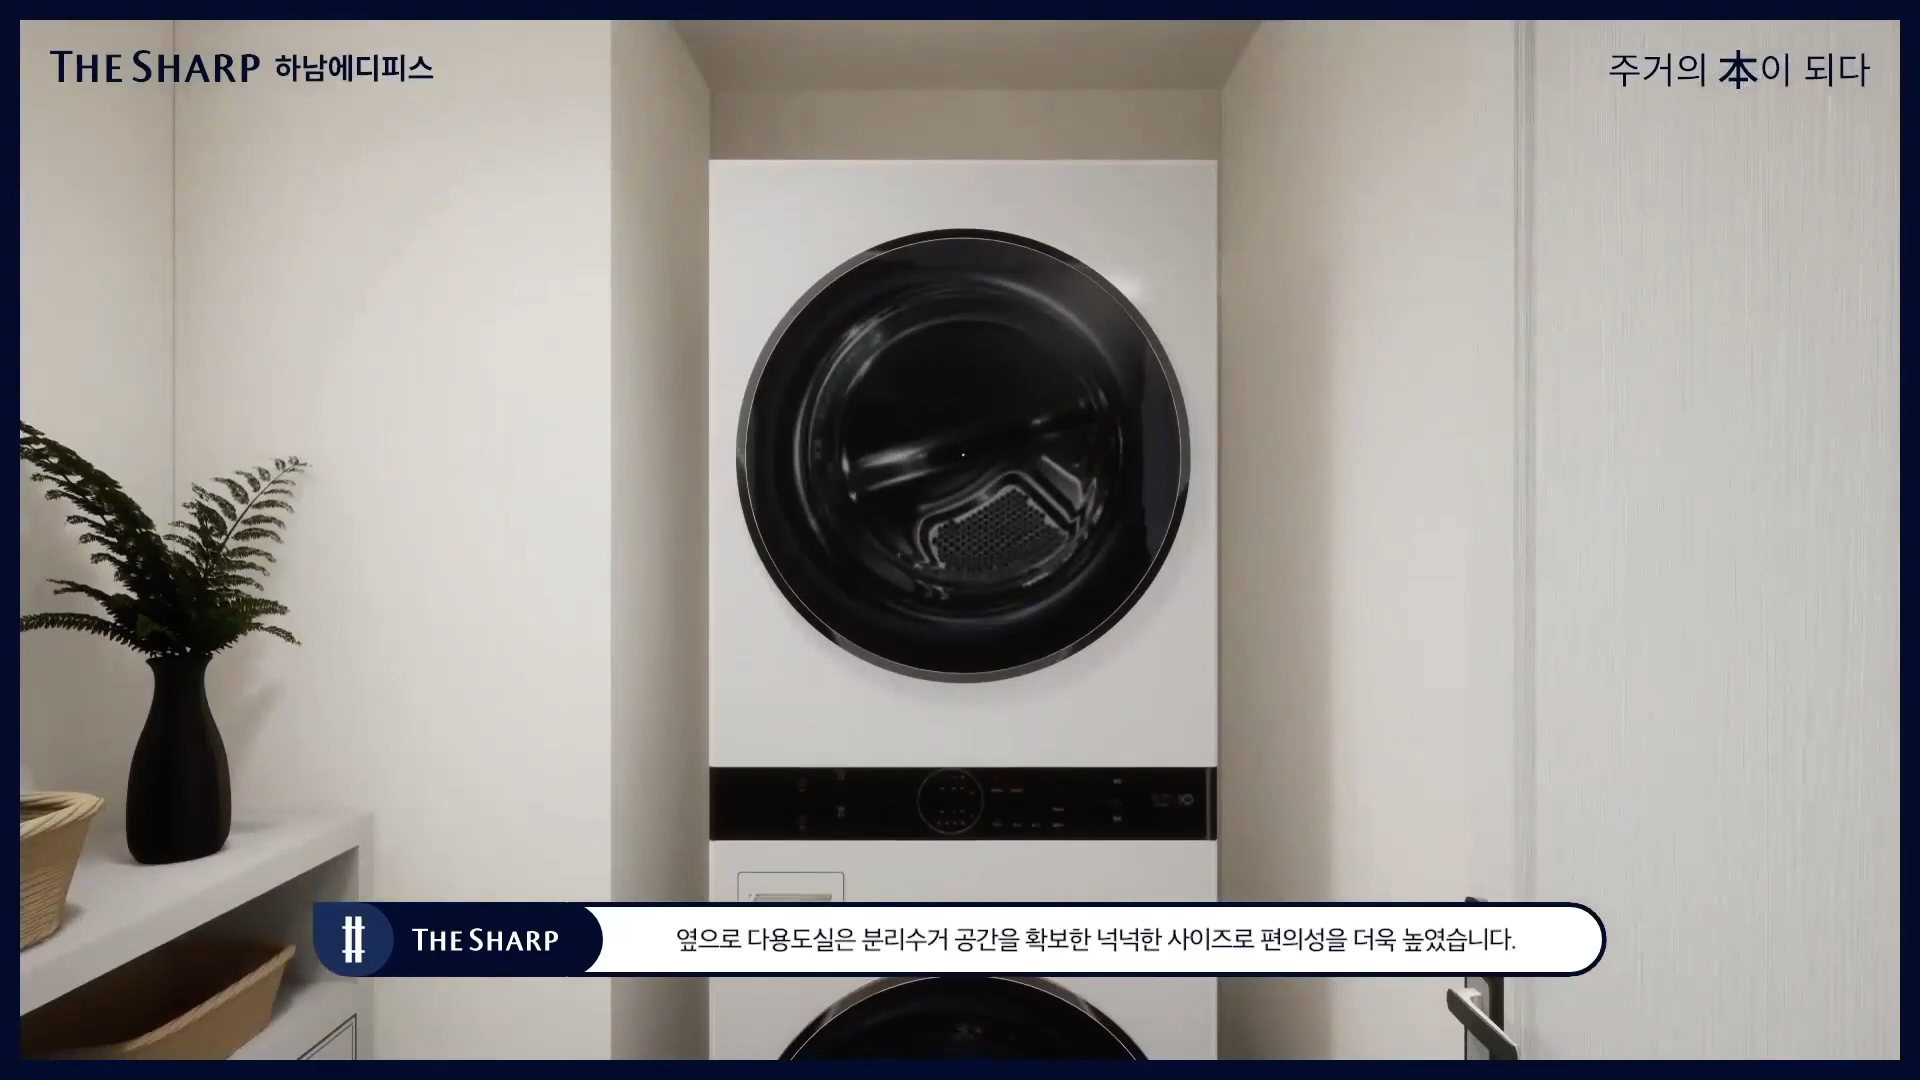 THE SHARP 하남에디피스
주거의 本이 되다
THE SHARP
옆으로 다용도실은 분리수거 공간을 확보한 넉넉한 사이즈로 편의성을 더욱 높였습니다.